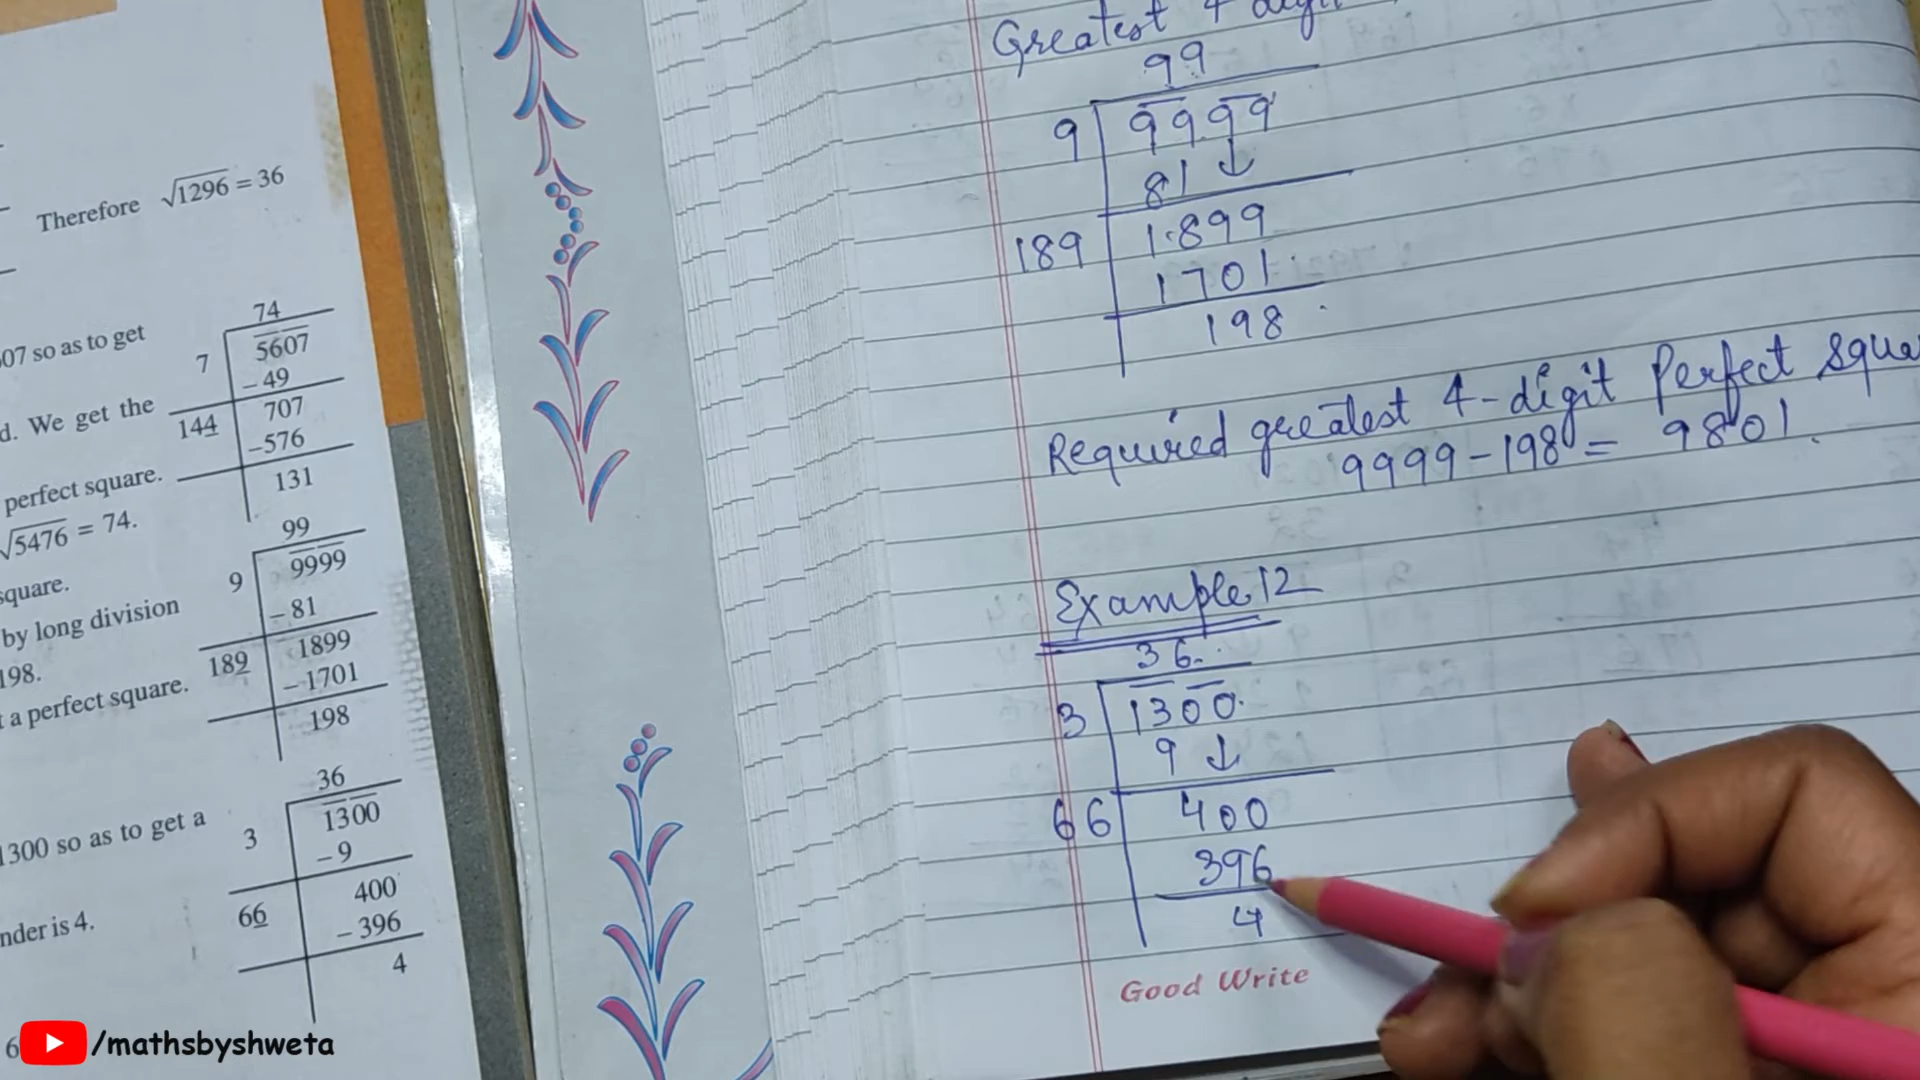 Therefore √1296 = 36
07 so as to get
d. We get the
perfect square.
√5476 = 74.
74
7 5607
- 49
144 707
-576
131
square.
by long division
198.
a perfect square.
99
9 9999
- 81
189 1899
- 1701
198
1300 so as to get a
nder is 4.
36
3 1300
- 9
66 400
- 396
4
6
/mathsbyshweta
Greatest 4 digit
99
9 9999
81 ↓
189 1899
1701
198
Required greatest 4-digit Perfect Squa
9999-198 = 9801.
Example 12
36
3 1300
9 ↓
66 400
396
4
Good Write